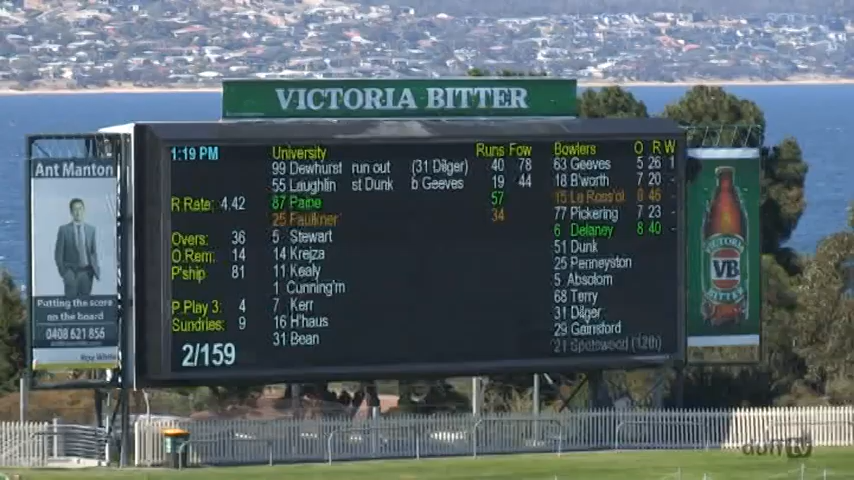 VICTORIA BITTER
Ant Manton
Putting the score
on the board
0408 621 856
Ray White
1:19 PM
University Runs Fow
99 Dewhurst run out (31 Dilger) 40 78
55 Laughlin st Dunk b Geeves 19 44
87 Paine 57
25 Faulkner 34
5 Stewart
14 Krejza
11 Kealy
1 Cunning'm
7 Kerr
16 H'haus
31 Bean
R Rate: 4.42
Overs: 36
O.Rem: 14
P'ship 81
P.Play 3: 4
Sundries: 9
2/159
Bowlers O R W
63 Geeves 5 26 1
18 B'worth 7 20 -
15 Le Ross'ol 46 -
77 Pickering 7 23 -
6 Delaney 8 40 -
51 Dunk
25 Penneyston
5 Absolom
68 Terry
31 Dilger
29 Gainsford
21 Spotswood (12th)
VICTORIA
VB
BITTER
duff tv